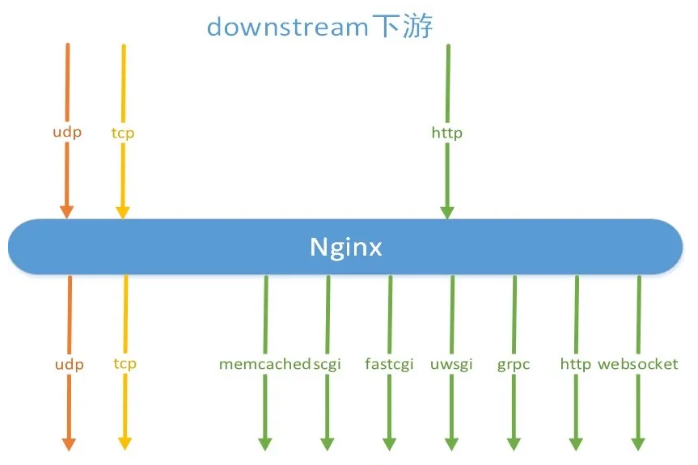 downstream下游
udp tcp http
Nginx
udp tcp memcached scgi fastcgi uwsgi grpc http websocket